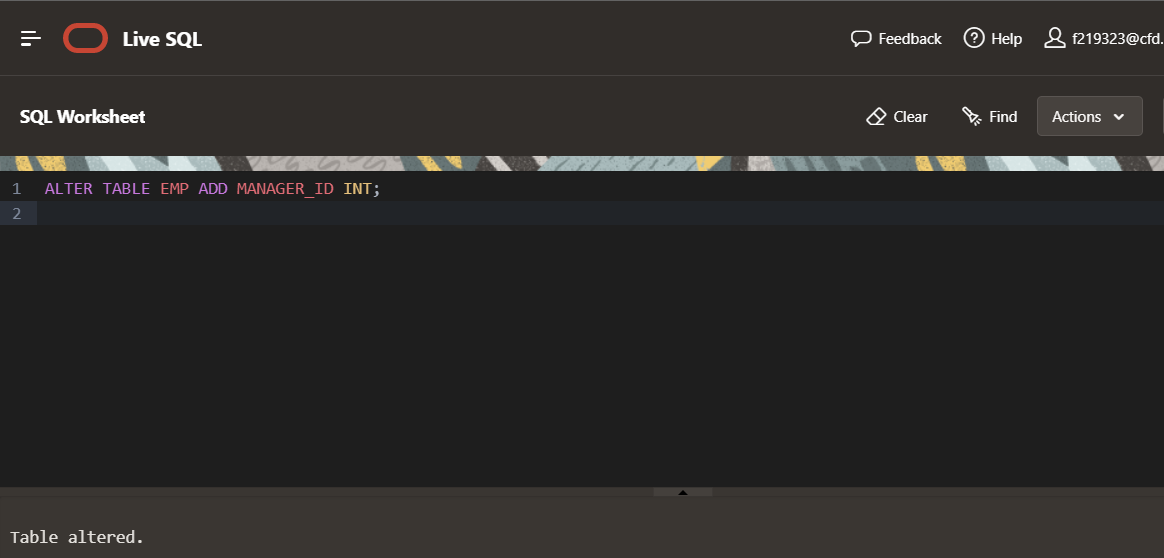 Live SQL
Feedback
Help
f219323@cfd.
SQL Worksheet
Clear
Find
Actions
1 ALTER TABLE EMP ADD MANAGER_ID INT;
2
Table altered.